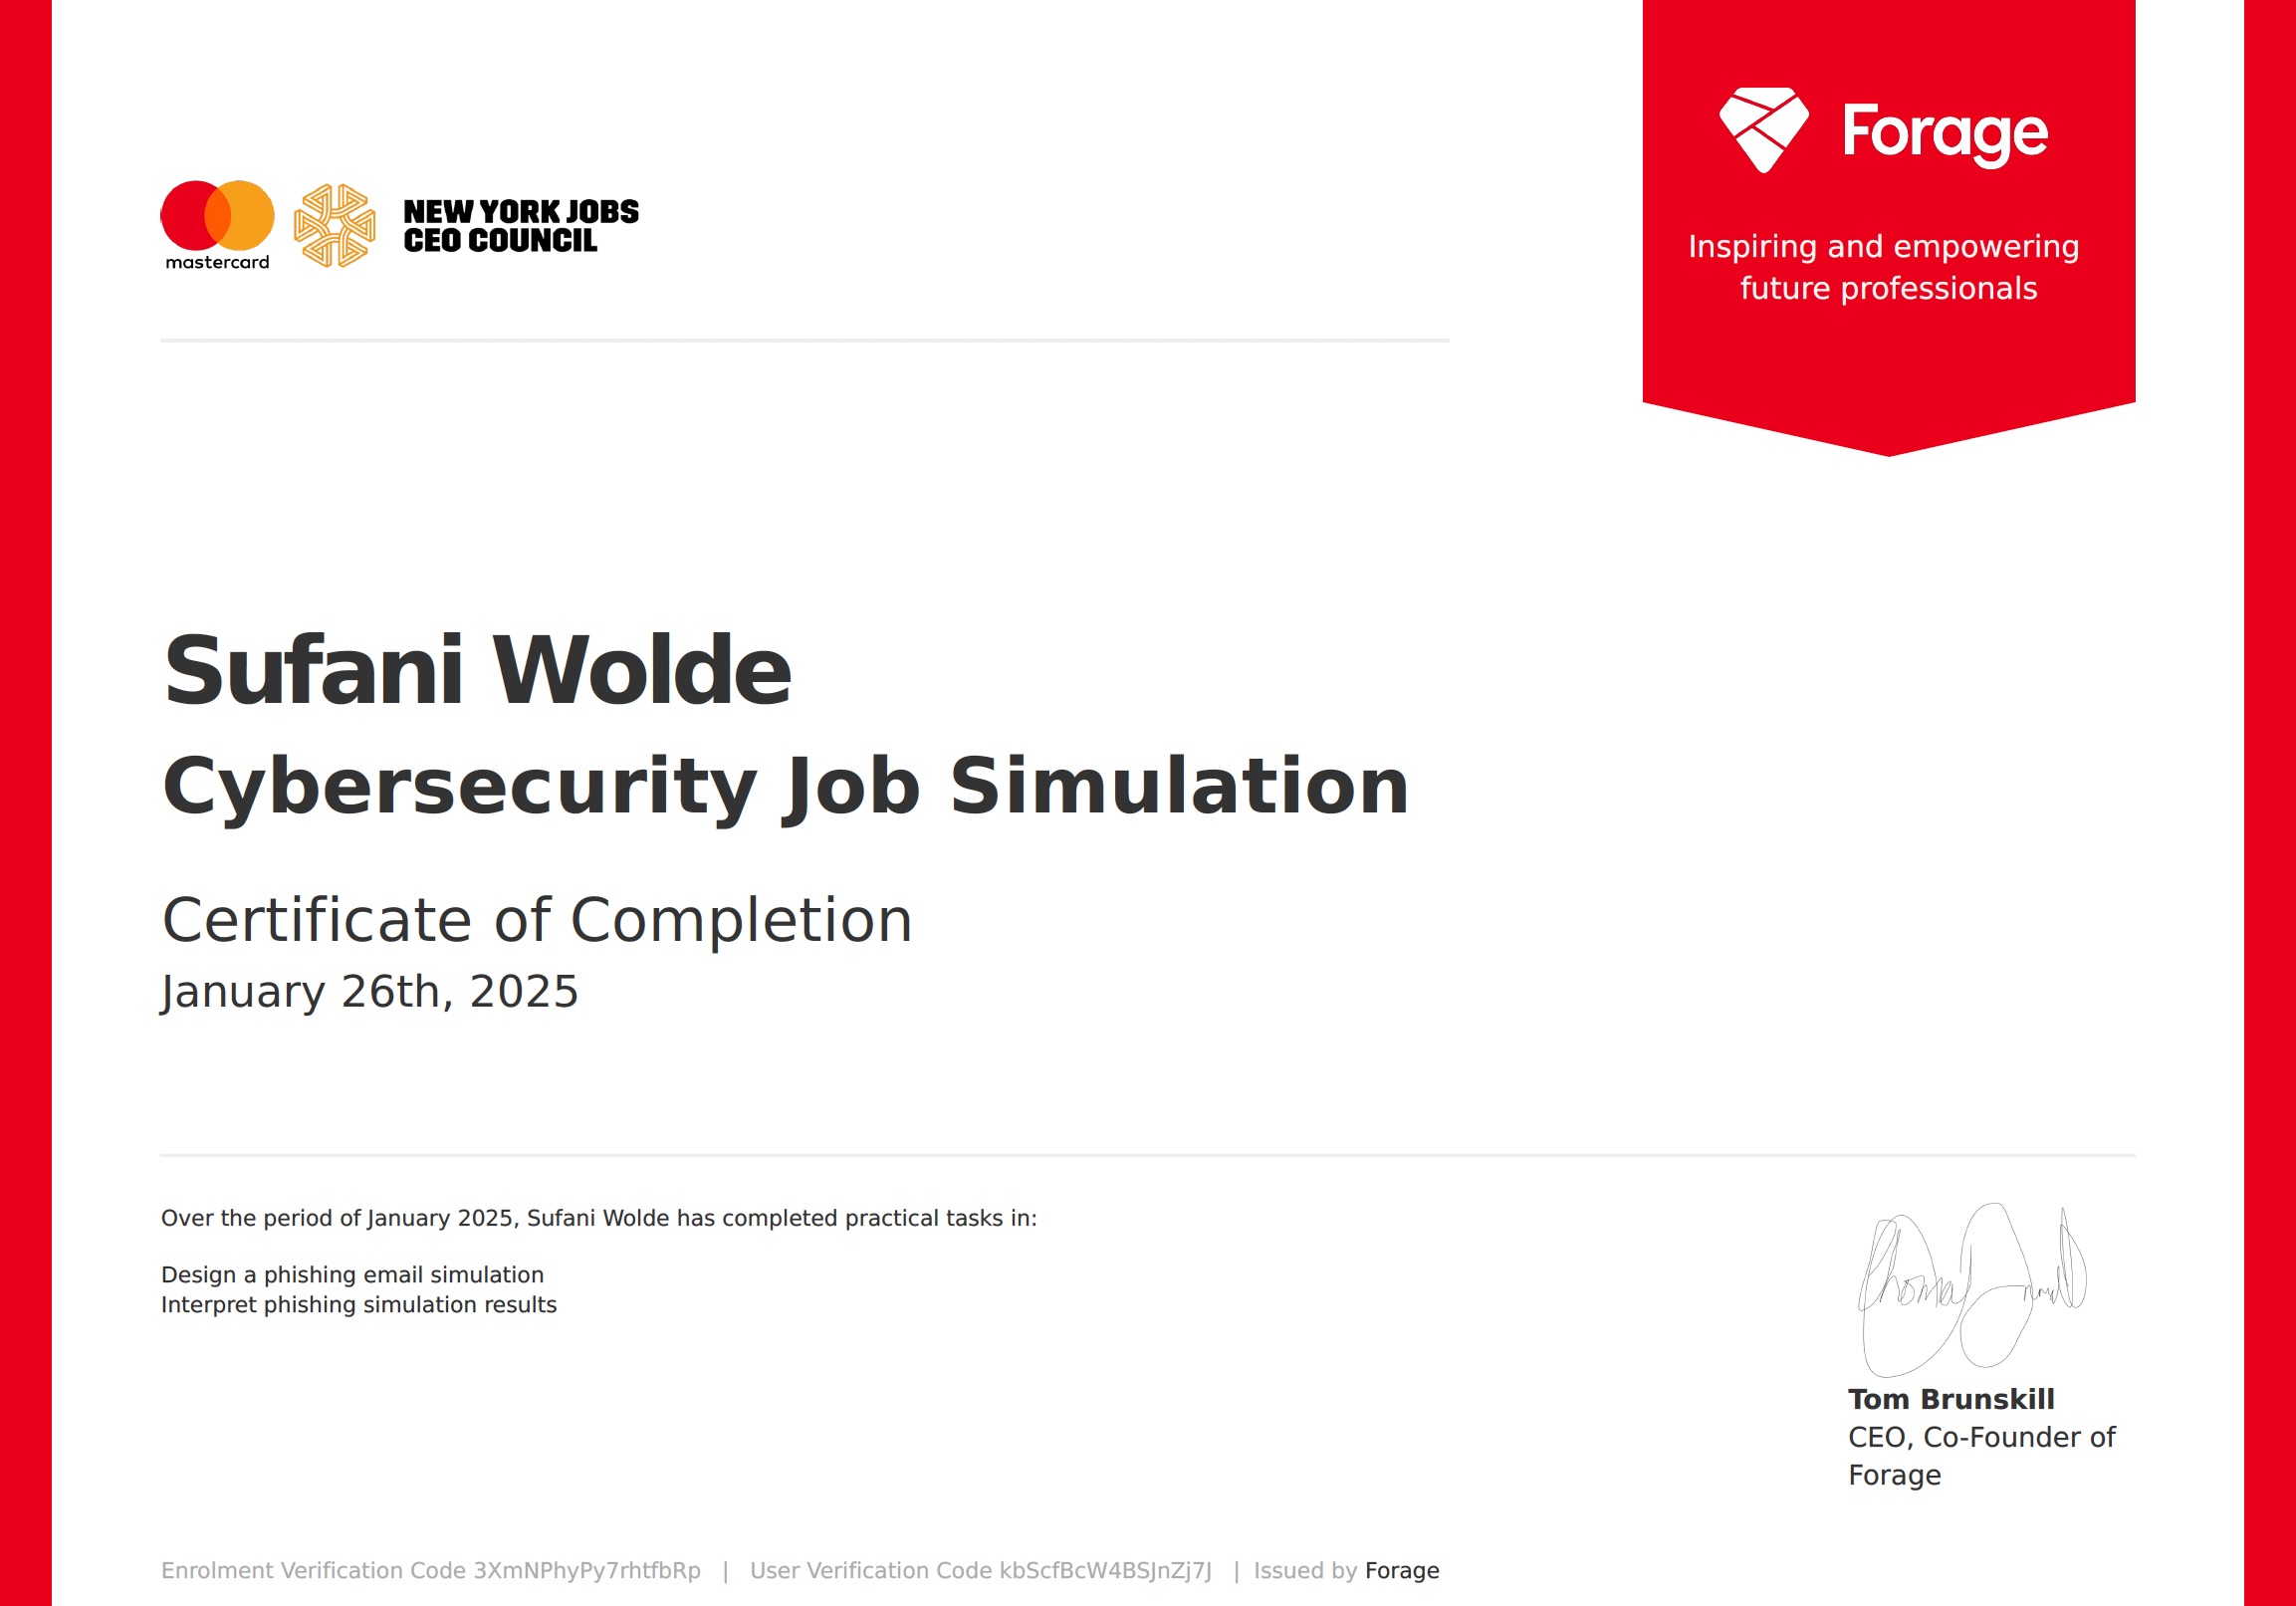 mastercard
NEW YORK JOBS
CEO COUNCIL
Forage
Inspiring and empowering
future professionals
Sufani Wolde
Cybersecurity Job Simulation
Certificate of Completion
January 26th, 2025
Over the period of January 2025, Sufani Wolde has completed practical tasks in:
Design a phishing email simulation
Interpret phishing simulation results
Tom Brunskill
CEO, Co-Founder of
Forage
Enrolment Verification Code 3XmNPhyPy7rhtfbRp | User Verification Code kbScfBcW4BSJnZj7J | Issued by Forage